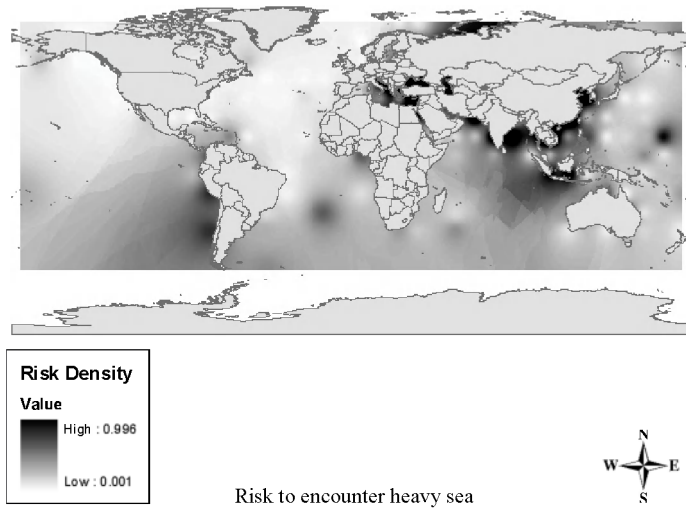 Risk Density
Value
High : 0.996
Low : 0.001
N
W E
S
Risk to encounter heavy sea